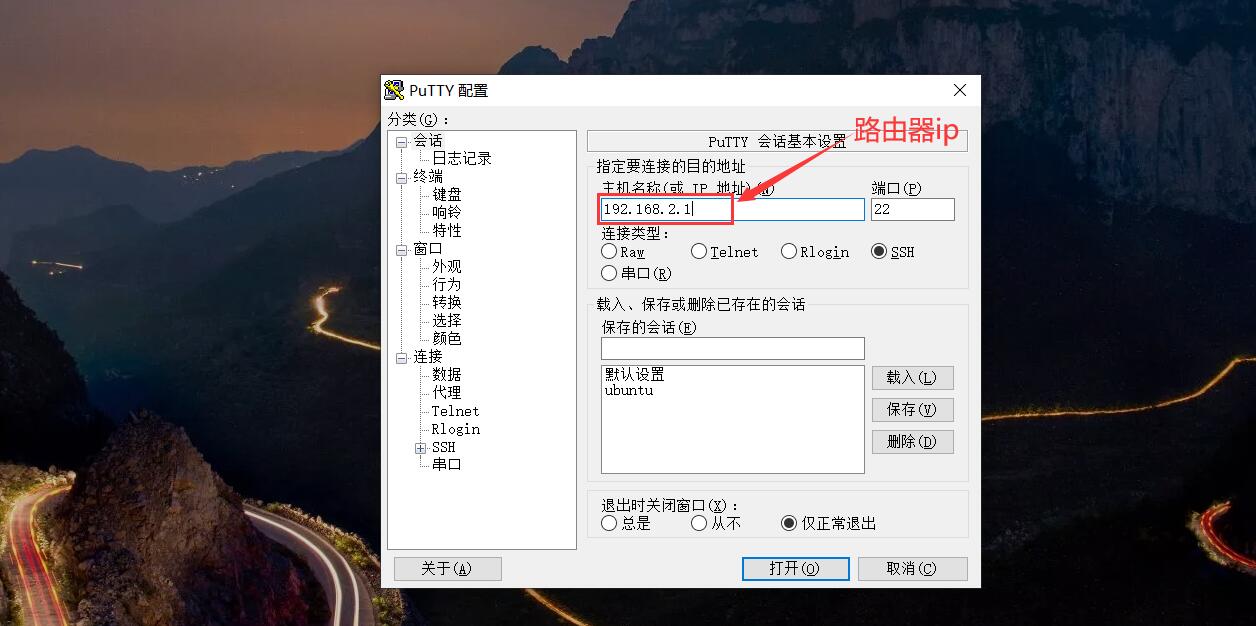 PuTTY 配置
分类(G)：
会话
日志记录
终端
键盘
响铃
特性
窗口
外观
行为
转换
选择
颜色
连接
数据
代理
Telnet
Rlogin
SSH
串口
PuTTY 会话基本设置
路由器ip
指定要连接的目的地址
主机名称(或 IP 地址)(N) 端口(P)
192.168.2.1 22
连接类型：
Raw Telnet Rlogin SSH
串口(R)
载入、保存或删除已存在的会话
保存的会话(E)
默认设置
ubuntu
载入(L)
保存(V)
删除(D)
退出时关闭窗口(X)：
总是 从不 仅正常退出
关于(A) 打开(O) 取消(C)